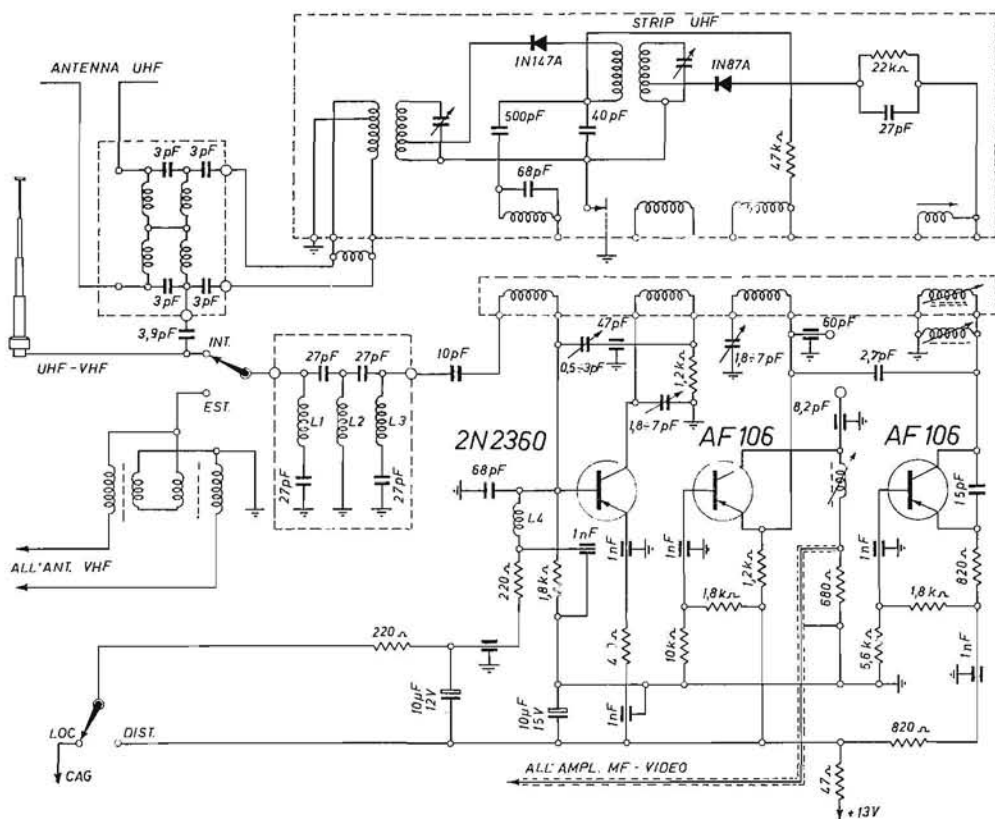 STRIP UHF
1N147A
1N87A
22kΩ
27pF
ANTENNA UHF
500pF
40pF
47kΩ
68pF
3pF
3pF
3pF
3pF
3,9pF
INT.
UHF-VHF
EST.
27pF
27pF
10pF
L1
L2
L3
27pF
27pF
47pF
0,5÷3pF
1,2kΩ
1,8÷7pF
1,8÷7pF
60pF
2,7pF
8,2pF
2N2360
AF106
AF106
68pF
L4
1nF
1nF
1nF
1nF
15pF
220Ω
1,8kΩ
1,2kΩ
1,8kΩ
680Ω
1,8kΩ
820Ω
ALL'ANT. VHF
220Ω
10kΩ
5,6kΩ
1nF
10µF
12V
10µF
15V
1nF
820Ω
LOC
DIST.
CAG
ALL'AMPL. MF-VIDEO
47Ω
+13V